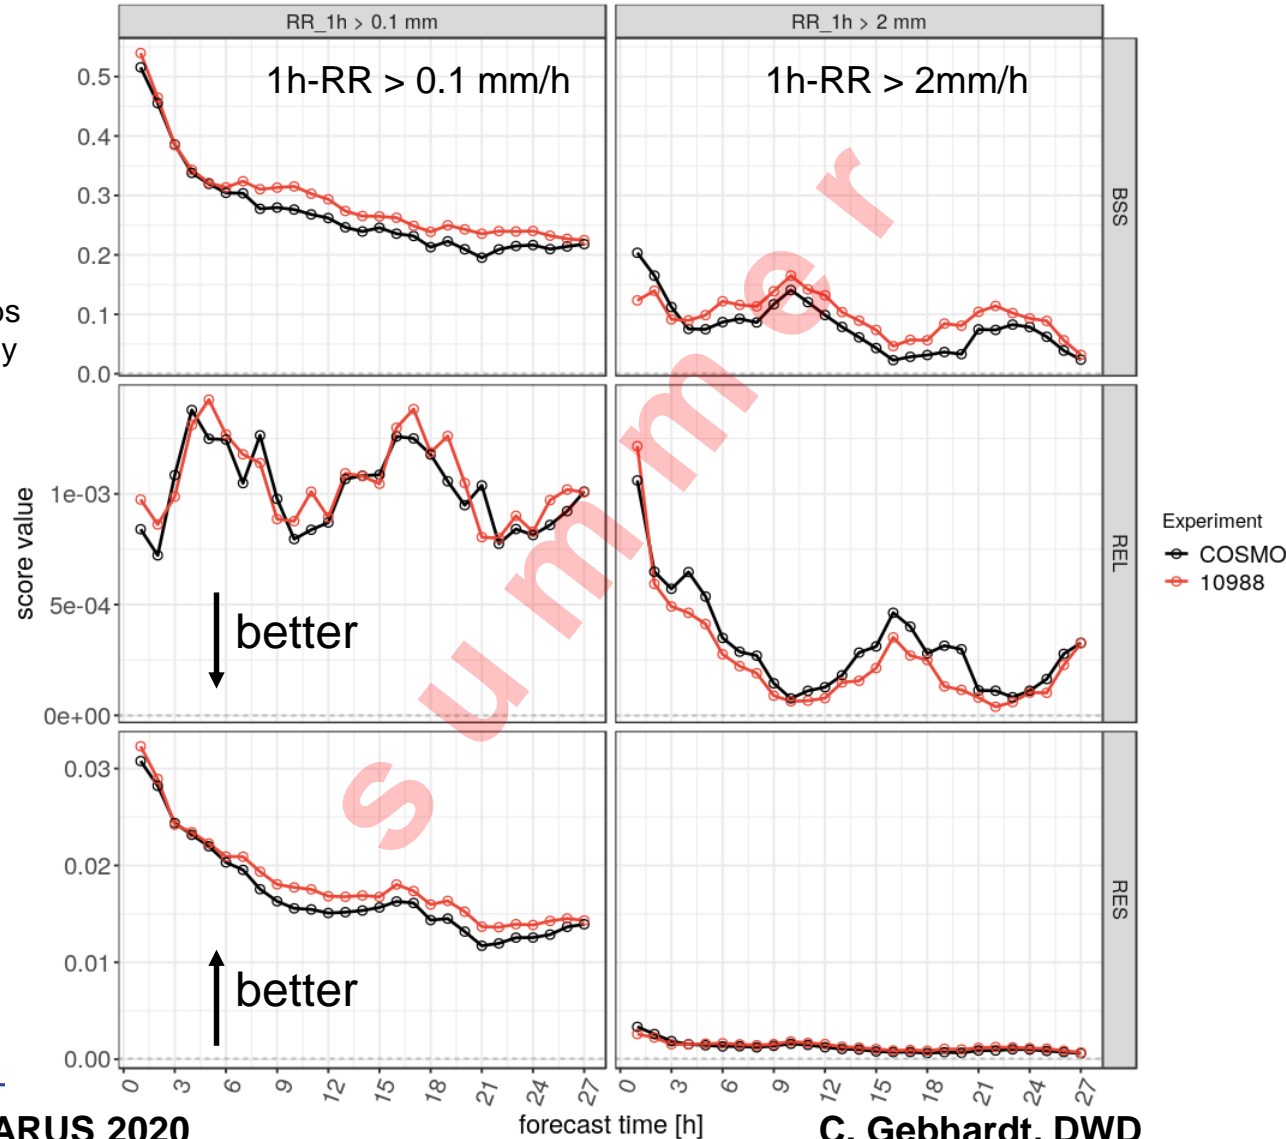 RR_1h > 0.1 mm
RR_1h > 2 mm
1h-RR > 0.1 mm/h
1h-RR > 2mm/h
0.5
0.4
0.3
0.2
0.1
0.0
BSS
os
y
summer
score value
1e-03
5e-04
0e+00
better
REL
Experiment
COSMO
10988
0.03
0.02
0.01
0.00
better
RES
0 3 6 9 12 15 18 21 24 27
0 3 6 9 12 15 18 21 24 27
forecast time [h]
ARUS 2020
C. Gebhardt, DWD